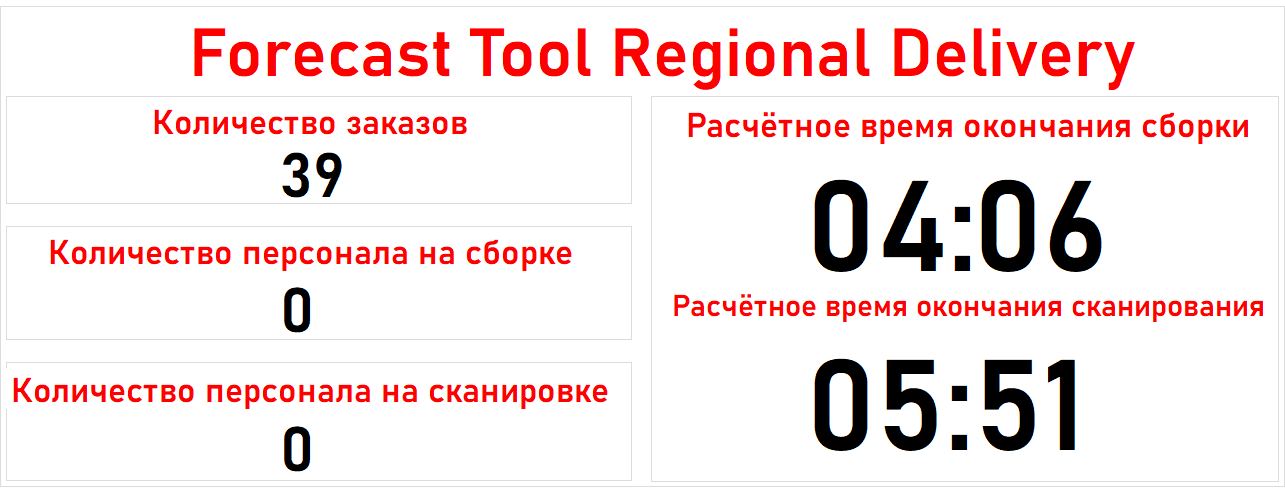 Forecast Tool Regional Delivery
Количество заказов
39
Количество персонала на сборке
0
Количество персонала на сканировке
0
Расчётное время окончания сборки
04:06
Расчётное время окончания сканирования
05:51